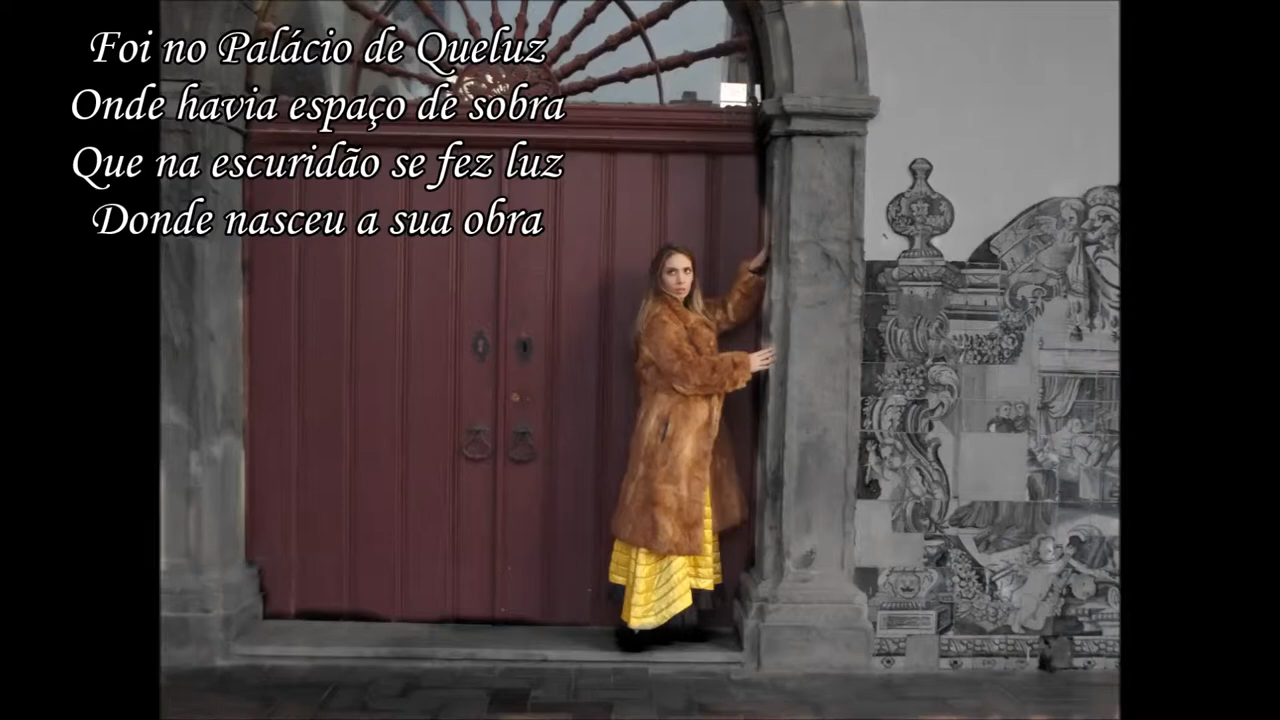 Foi no Palácio de Queluz
Onde havia espaço de sobra
Que na escuridão se fez luz
Donde nasceu a sua obra